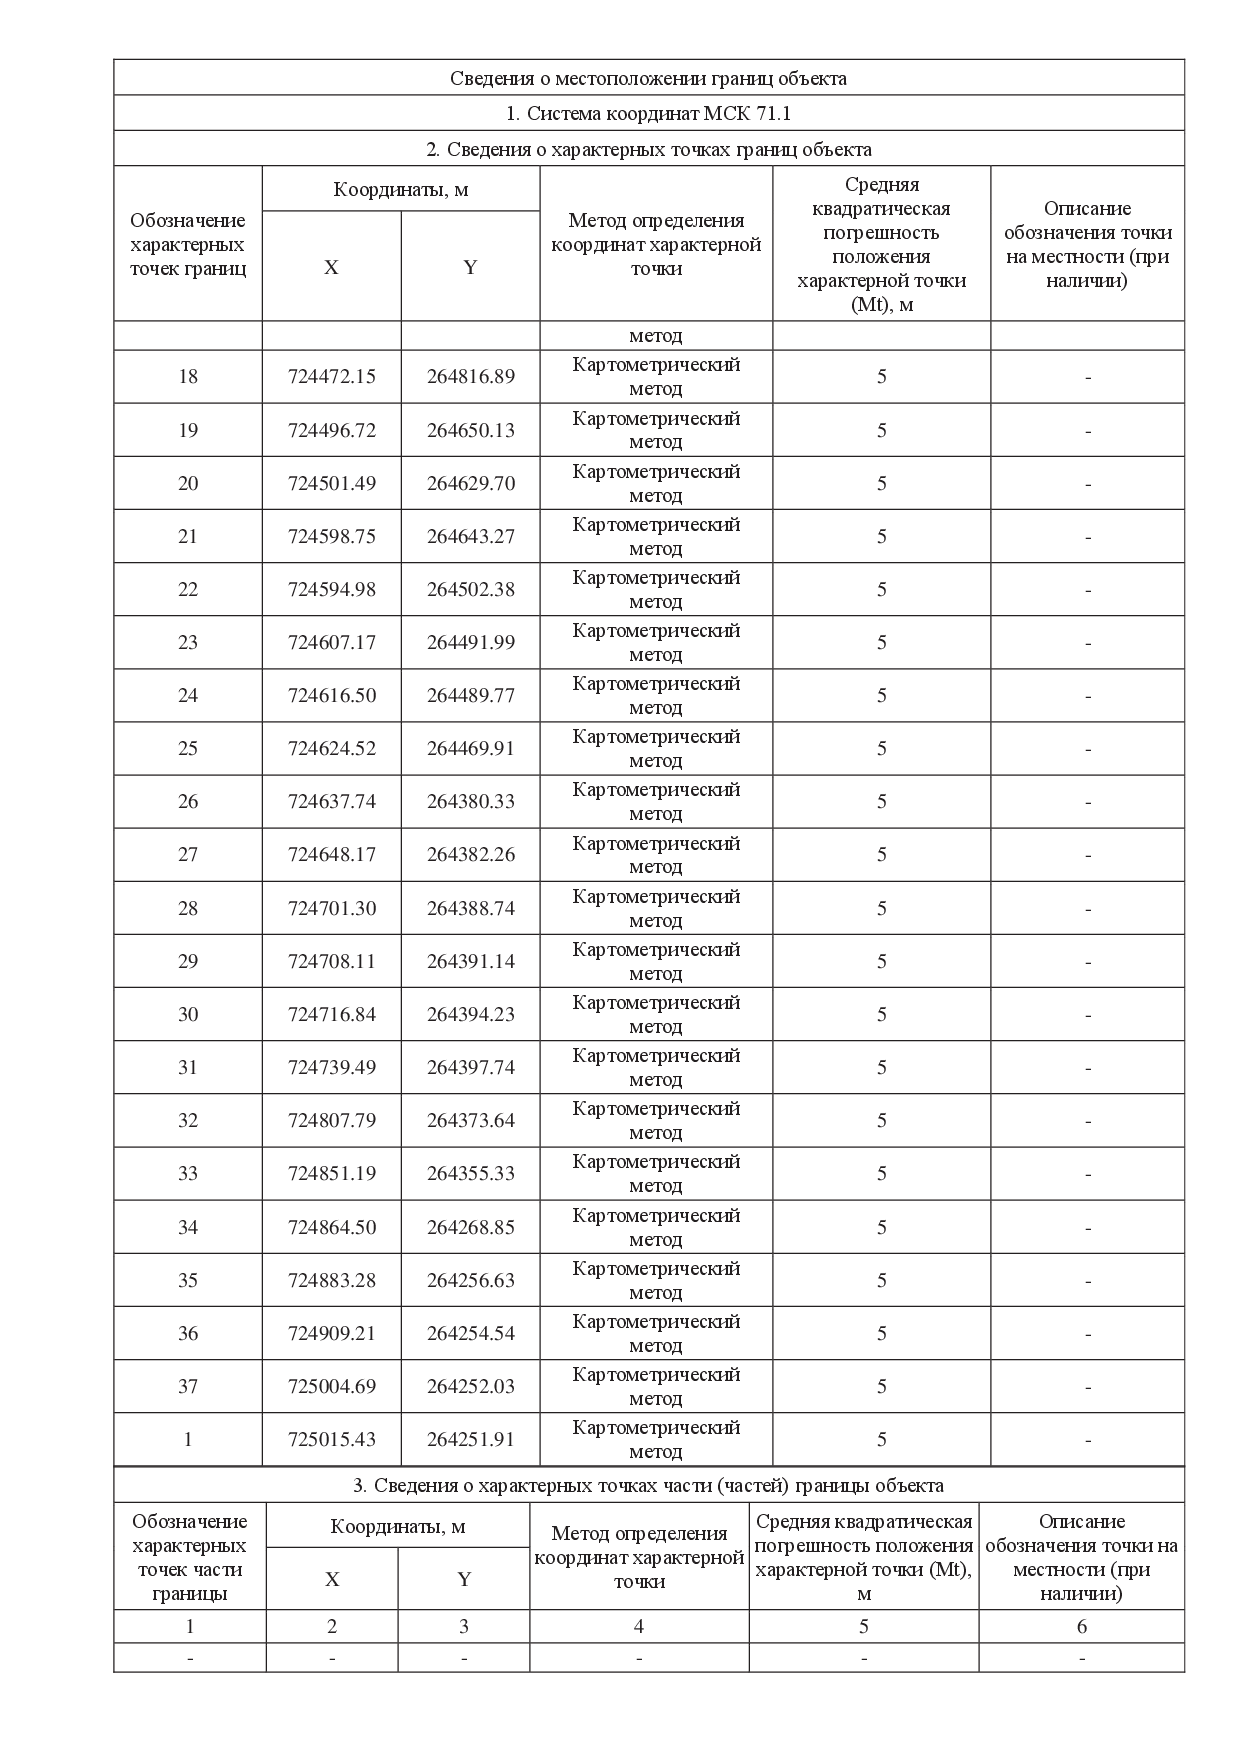 Сведения о местоположении границ объекта
1. Система координат МСК 71.1
2. Сведения о характерных точках границ объекта
Обозначение
характерных
точек границ
Координаты, м
X
Y
Метод определения
координат характерной
точки
Средняя
квадратическая
погрешность
положения
характерной точки
(Mt), м
Описание
обозначения точки
на местности (при
наличии)
метод
18 724472.15 264816.89 Картометрический 5 -
метод
19 724496.72 264650.13 Картометрический 5 -
метод
20 724501.49 264629.70 Картометрический 5 -
метод
21 724598.75 264643.27 Картометрический 5 -
метод
22 724594.98 264502.38 Картометрический 5 -
метод
23 724607.17 264491.99 Картометрический 5 -
метод
24 724616.50 264489.77 Картометрический 5 -
метод
25 724624.52 264469.91 Картометрический 5 -
метод
26 724637.74 264380.33 Картометрический 5 -
метод
27 724648.17 264382.26 Картометрический 5 -
метод
28 724701.30 264388.74 Картометрический 5 -
метод
29 724708.11 264391.14 Картометрический 5 -
метод
30 724716.84 264394.23 Картометрический 5 -
метод
31 724739.49 264397.74 Картометрический 5 -
метод
32 724807.79 264373.64 Картометрический 5 -
метод
33 724851.19 264355.33 Картометрический 5 -
метод
34 724864.50 264268.85 Картометрический 5 -
метод
35 724883.28 264256.63 Картометрический 5 -
метод
36 724909.21 264254.54 Картометрический 5 -
метод
37 725004.69 264252.03 Картометрический 5 -
метод
1 725015.43 264251.91 Картометрический 5 -
метод
3. Сведения о характерных точках части (частей) границы объекта
Обозначение
характерных
точек части
границы
Координаты, м
X
Y
Метод определения
координат характерной
точки
Средняя квадратическая
погрешность положения
характерной точки (Mt),
м
Описание
обозначения точки на
местности (при
наличии)
1 2 3 4 5 6
- - - - - -